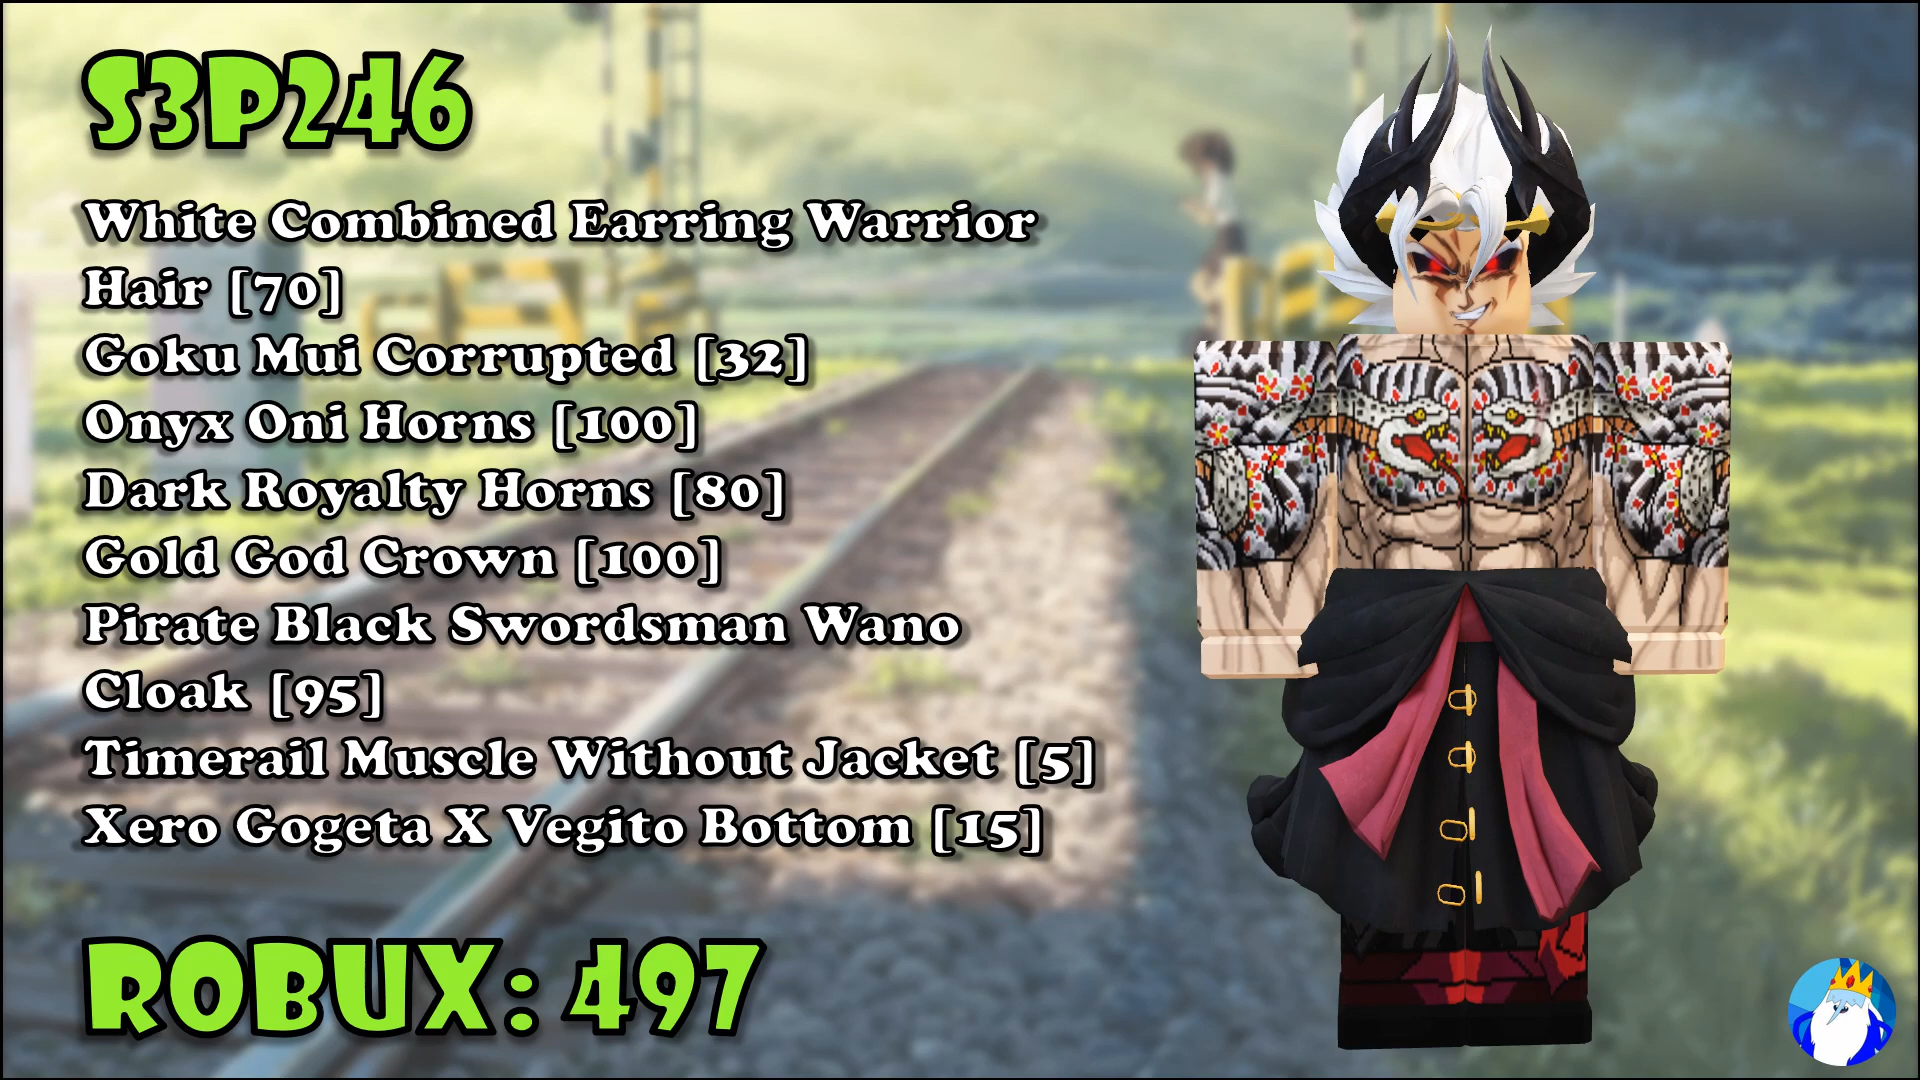 S3P246
White Combined Earring Warrior
Hair [70]
Goku Mui Corrupted [32]
Onyx Oni Horns [100]
Dark Royalty Horns [80]
Gold God Crown [100]
Pirate Black Swordsman Wano
Cloak [95]
Timerail Muscle Without Jacket [5]
Xero Gogeta X Vegito Bottom [15]
ROBUX: 497